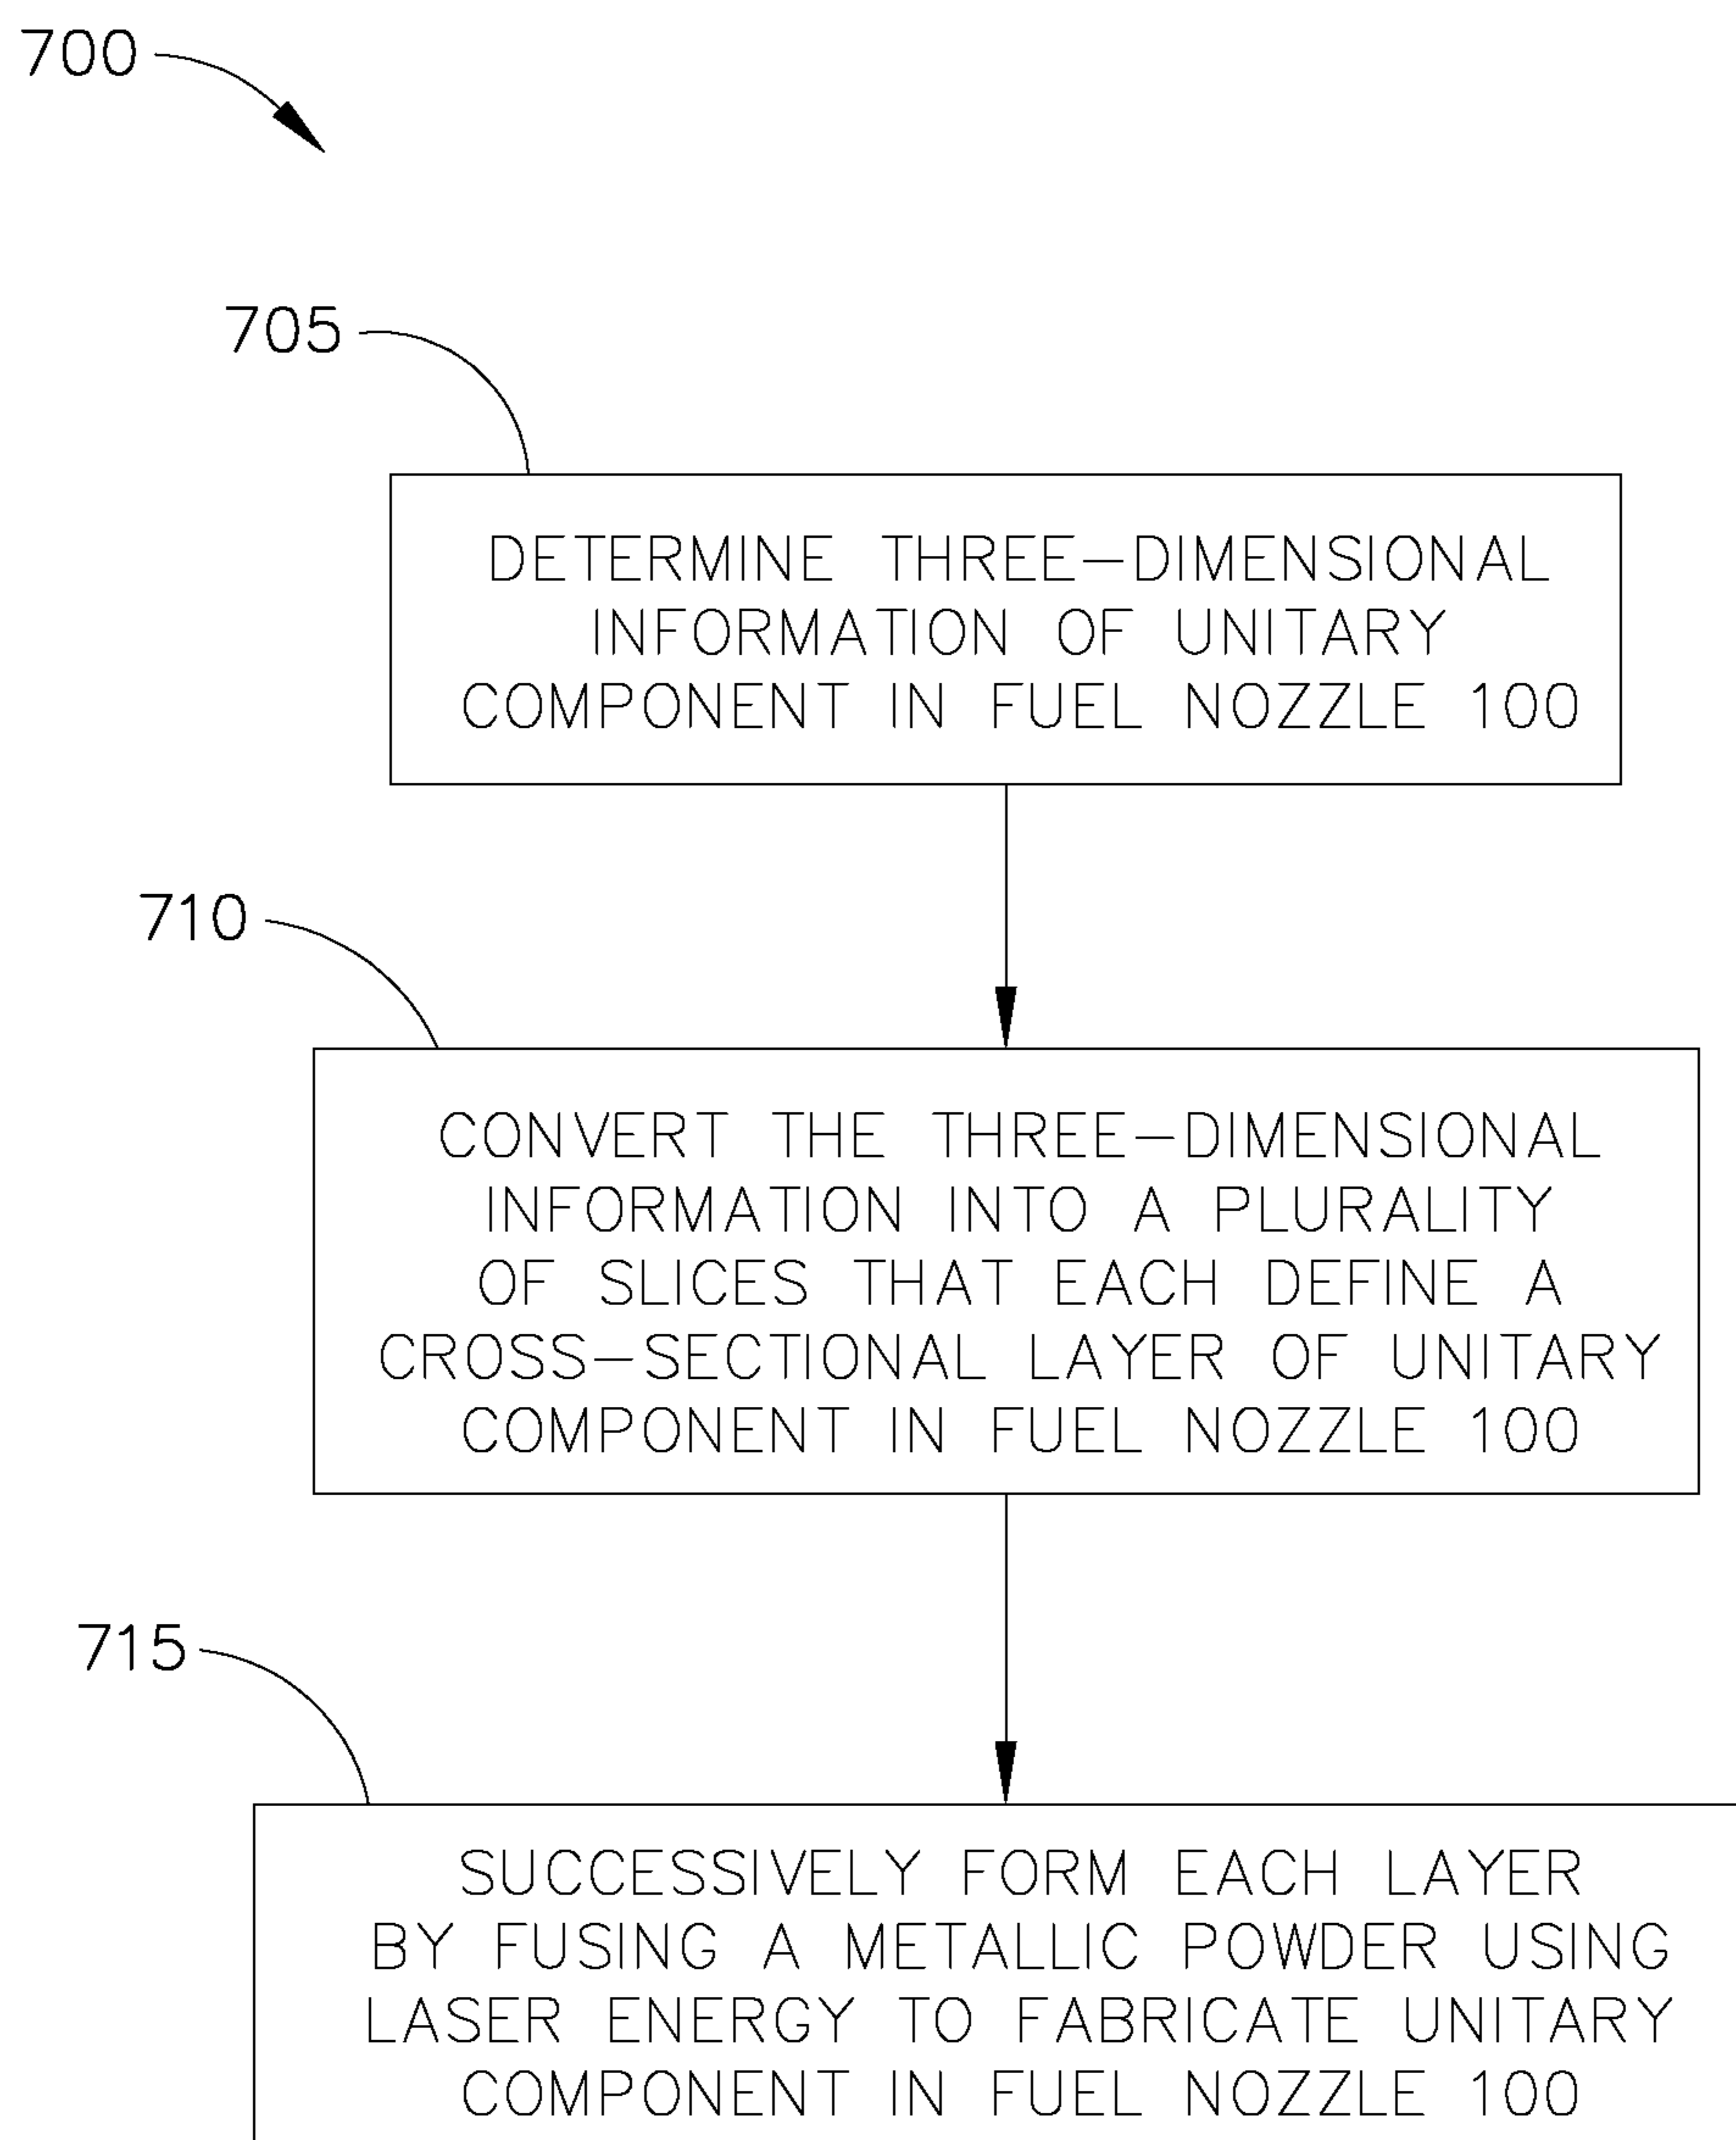 700
705
DETERMINE THREE-DIMENSIONAL
INFORMATION OF UNITARY
COMPONENT IN FUEL NOZZLE 100
710
CONVERT THE THREE-DIMENSIONAL
INFORMATION INTO A PLURALITY
OF SLICES THAT EACH DEFINE A
CROSS-SECTIONAL LAYER OF UNITARY
COMPONENT IN FUEL NOZZLE 100
715
SUCCESSIVELY FORM EACH LAYER
BY FUSING A METALLIC POWDER USING
LASER ENERGY TO FABRICATE UNITARY
COMPONENT IN FUEL NOZZLE 100